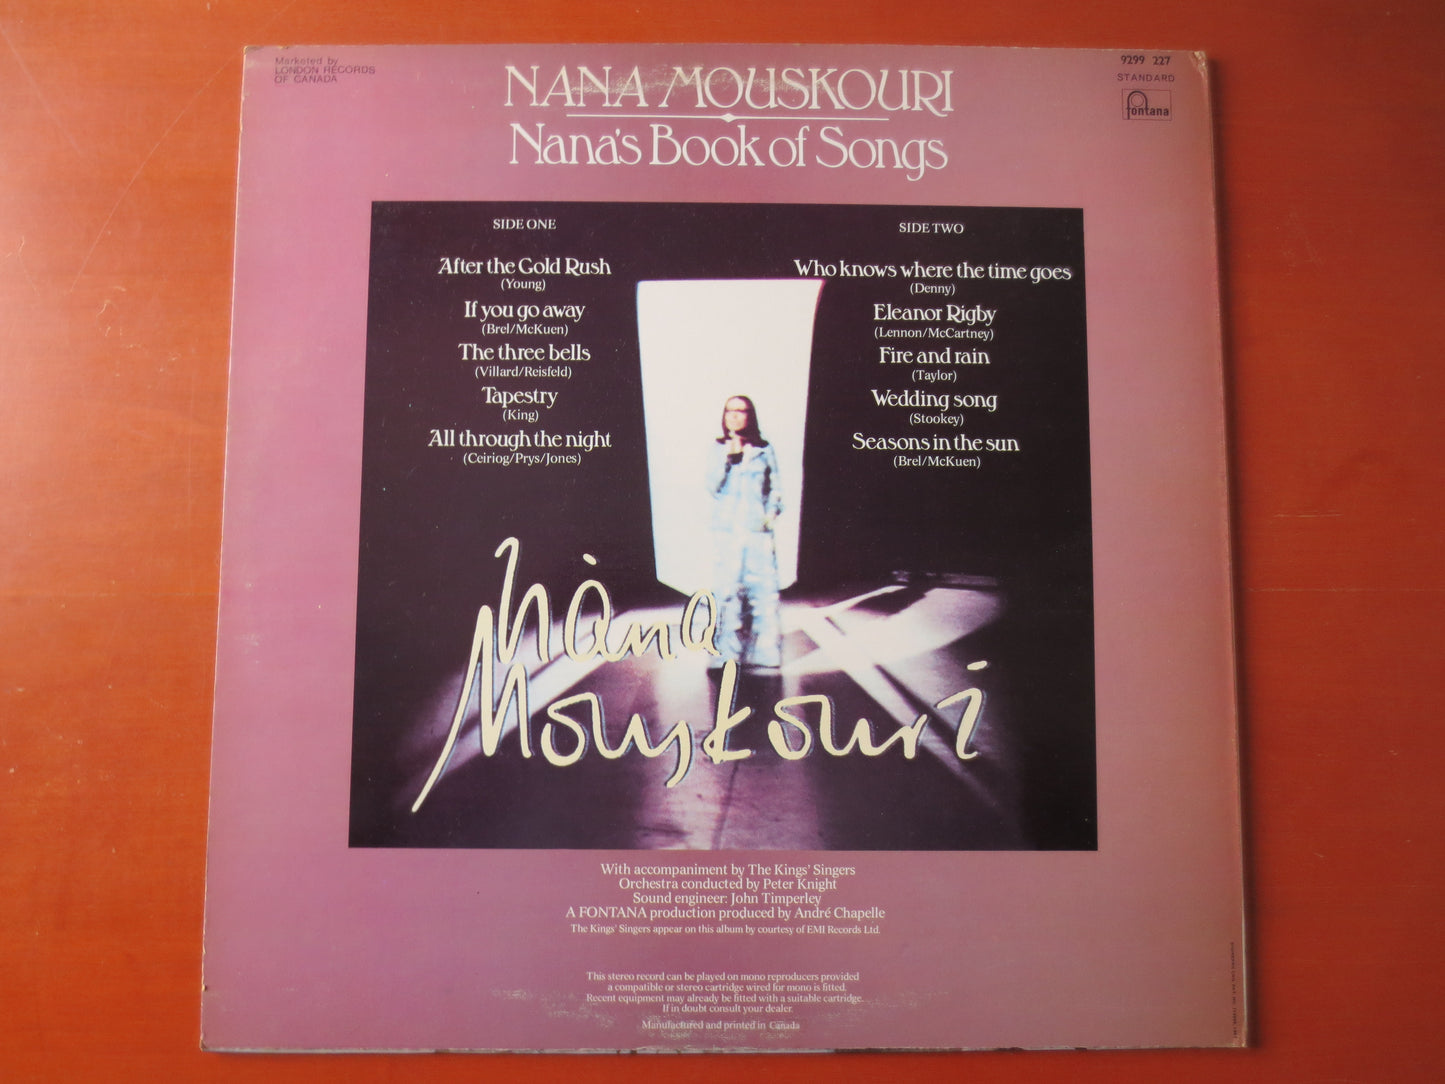 Marketed by
LONDON RECORDS
OF CANADA
9299 227
STANDARD
fontana
NANA MOUSKOURI
Nana's Book of Songs
SIDE ONE
After the Gold Rush
(Young)
If you go away
(Brel/McKuen)
The three bells
(Villard/Reisfeld)
Tapestry
(King)
All through the night
(Ceiriog/Prys/Jones)
SIDE TWO
Who knows where the time goes
(Denny)
Eleanor Rigby
(Lennon/McCartney)
Fire and rain
(Taylor)
Wedding song
(Stookey)
Seasons in the sun
(Brel/McKuen)
Nàna
Mouskouri
With accompaniment by The Kings' Singers
Orchestra conducted by Peter Knight
Sound engineer: John Timperley
A FONTANA production produced by André Chapelle
The Kings' Singers appear on this album by courtesy of EMI Records Ltd.
This stereo record can be played on mono reproducers provided
a compatible or stereo cartridge wired for mono is fitted.
Recent equipment may already be fitted with a suitable cartridge.
If in doubt consult your dealer.
Manufactured and printed in Canada